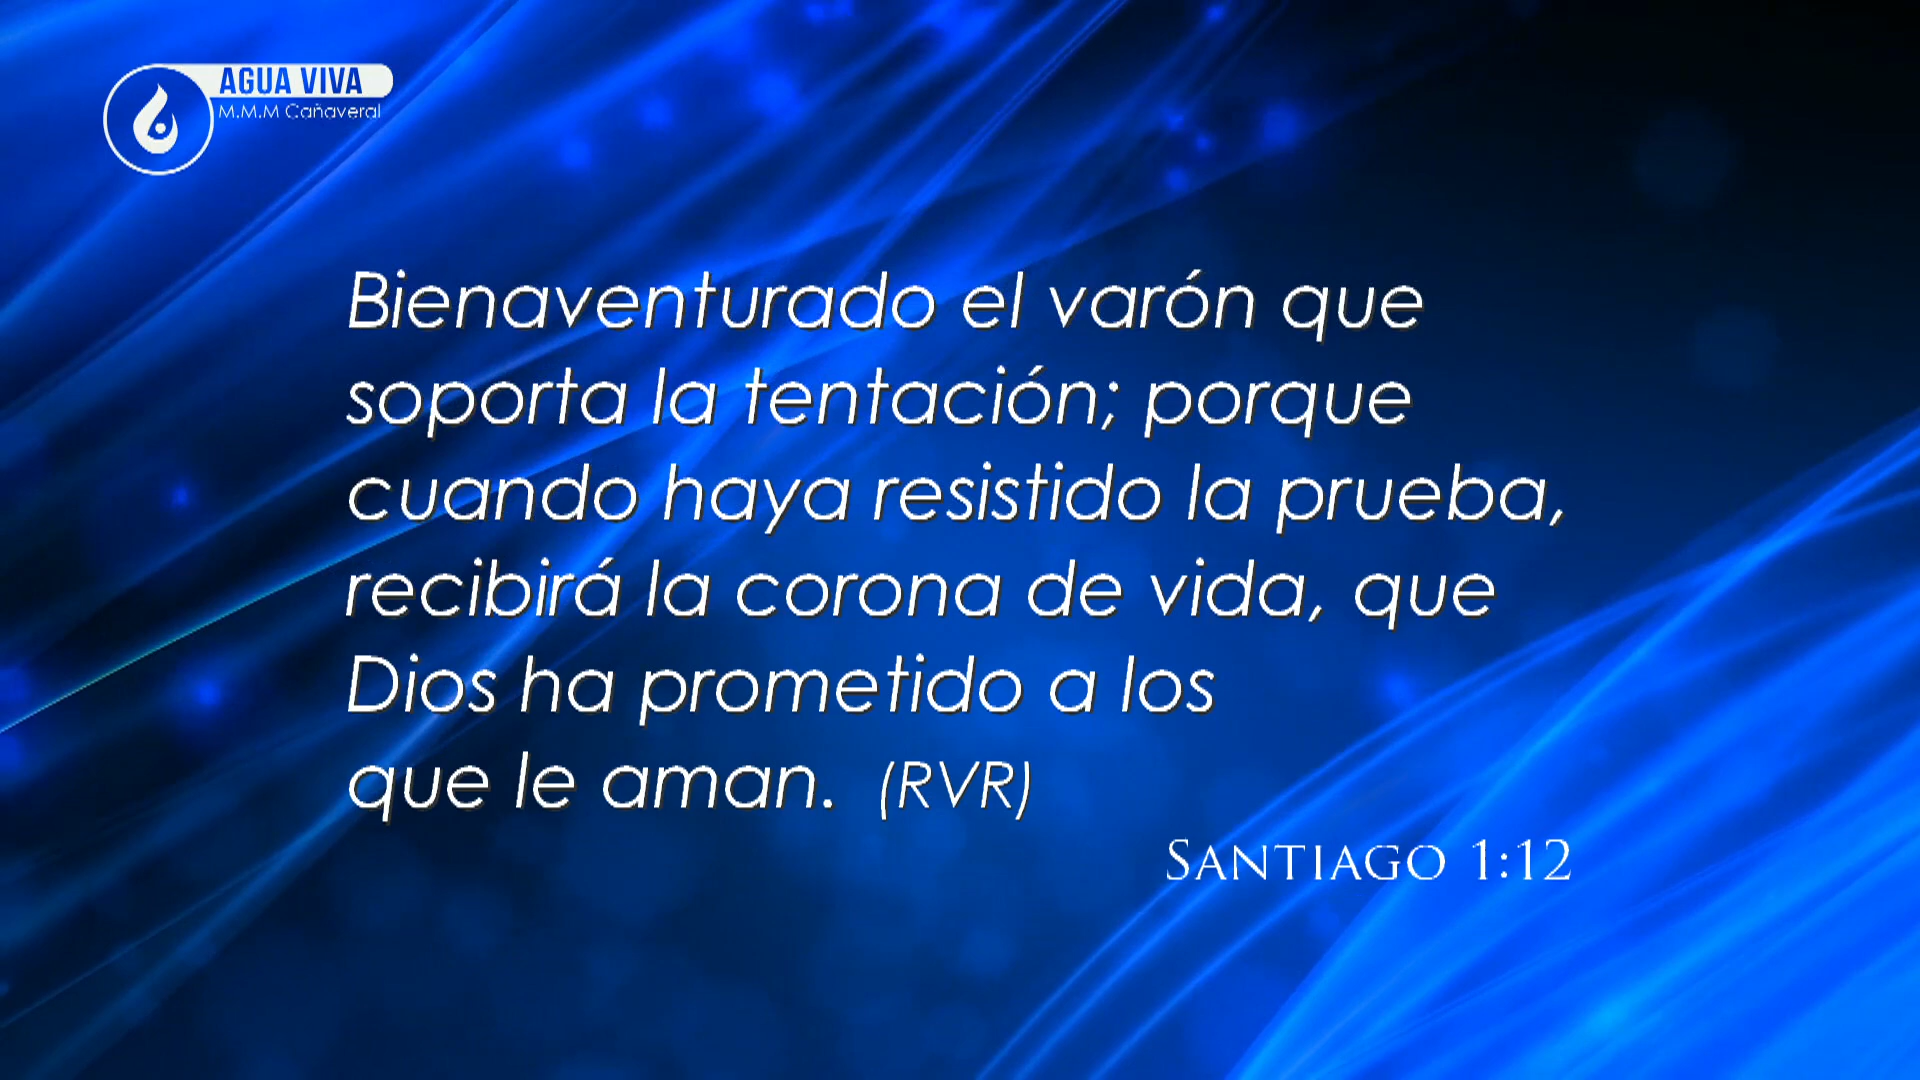 AGUA VIVA
M.M.M Cañaveral
Bienaventurado el varón que
soporta la tentación; porque
cuando haya resistido la prueba,
recibirá la corona de vida, que
Dios ha prometido a los
que le aman. (RVR)
Santiago 1:12